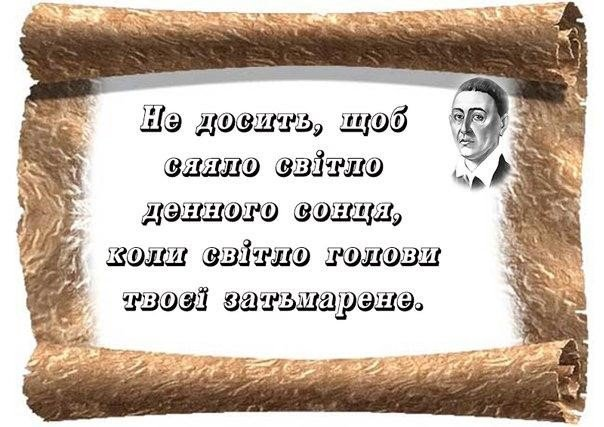 Не досить, щоб
сяяло світло
денного сонця,
коли світло голови
твоєї затьмарене.